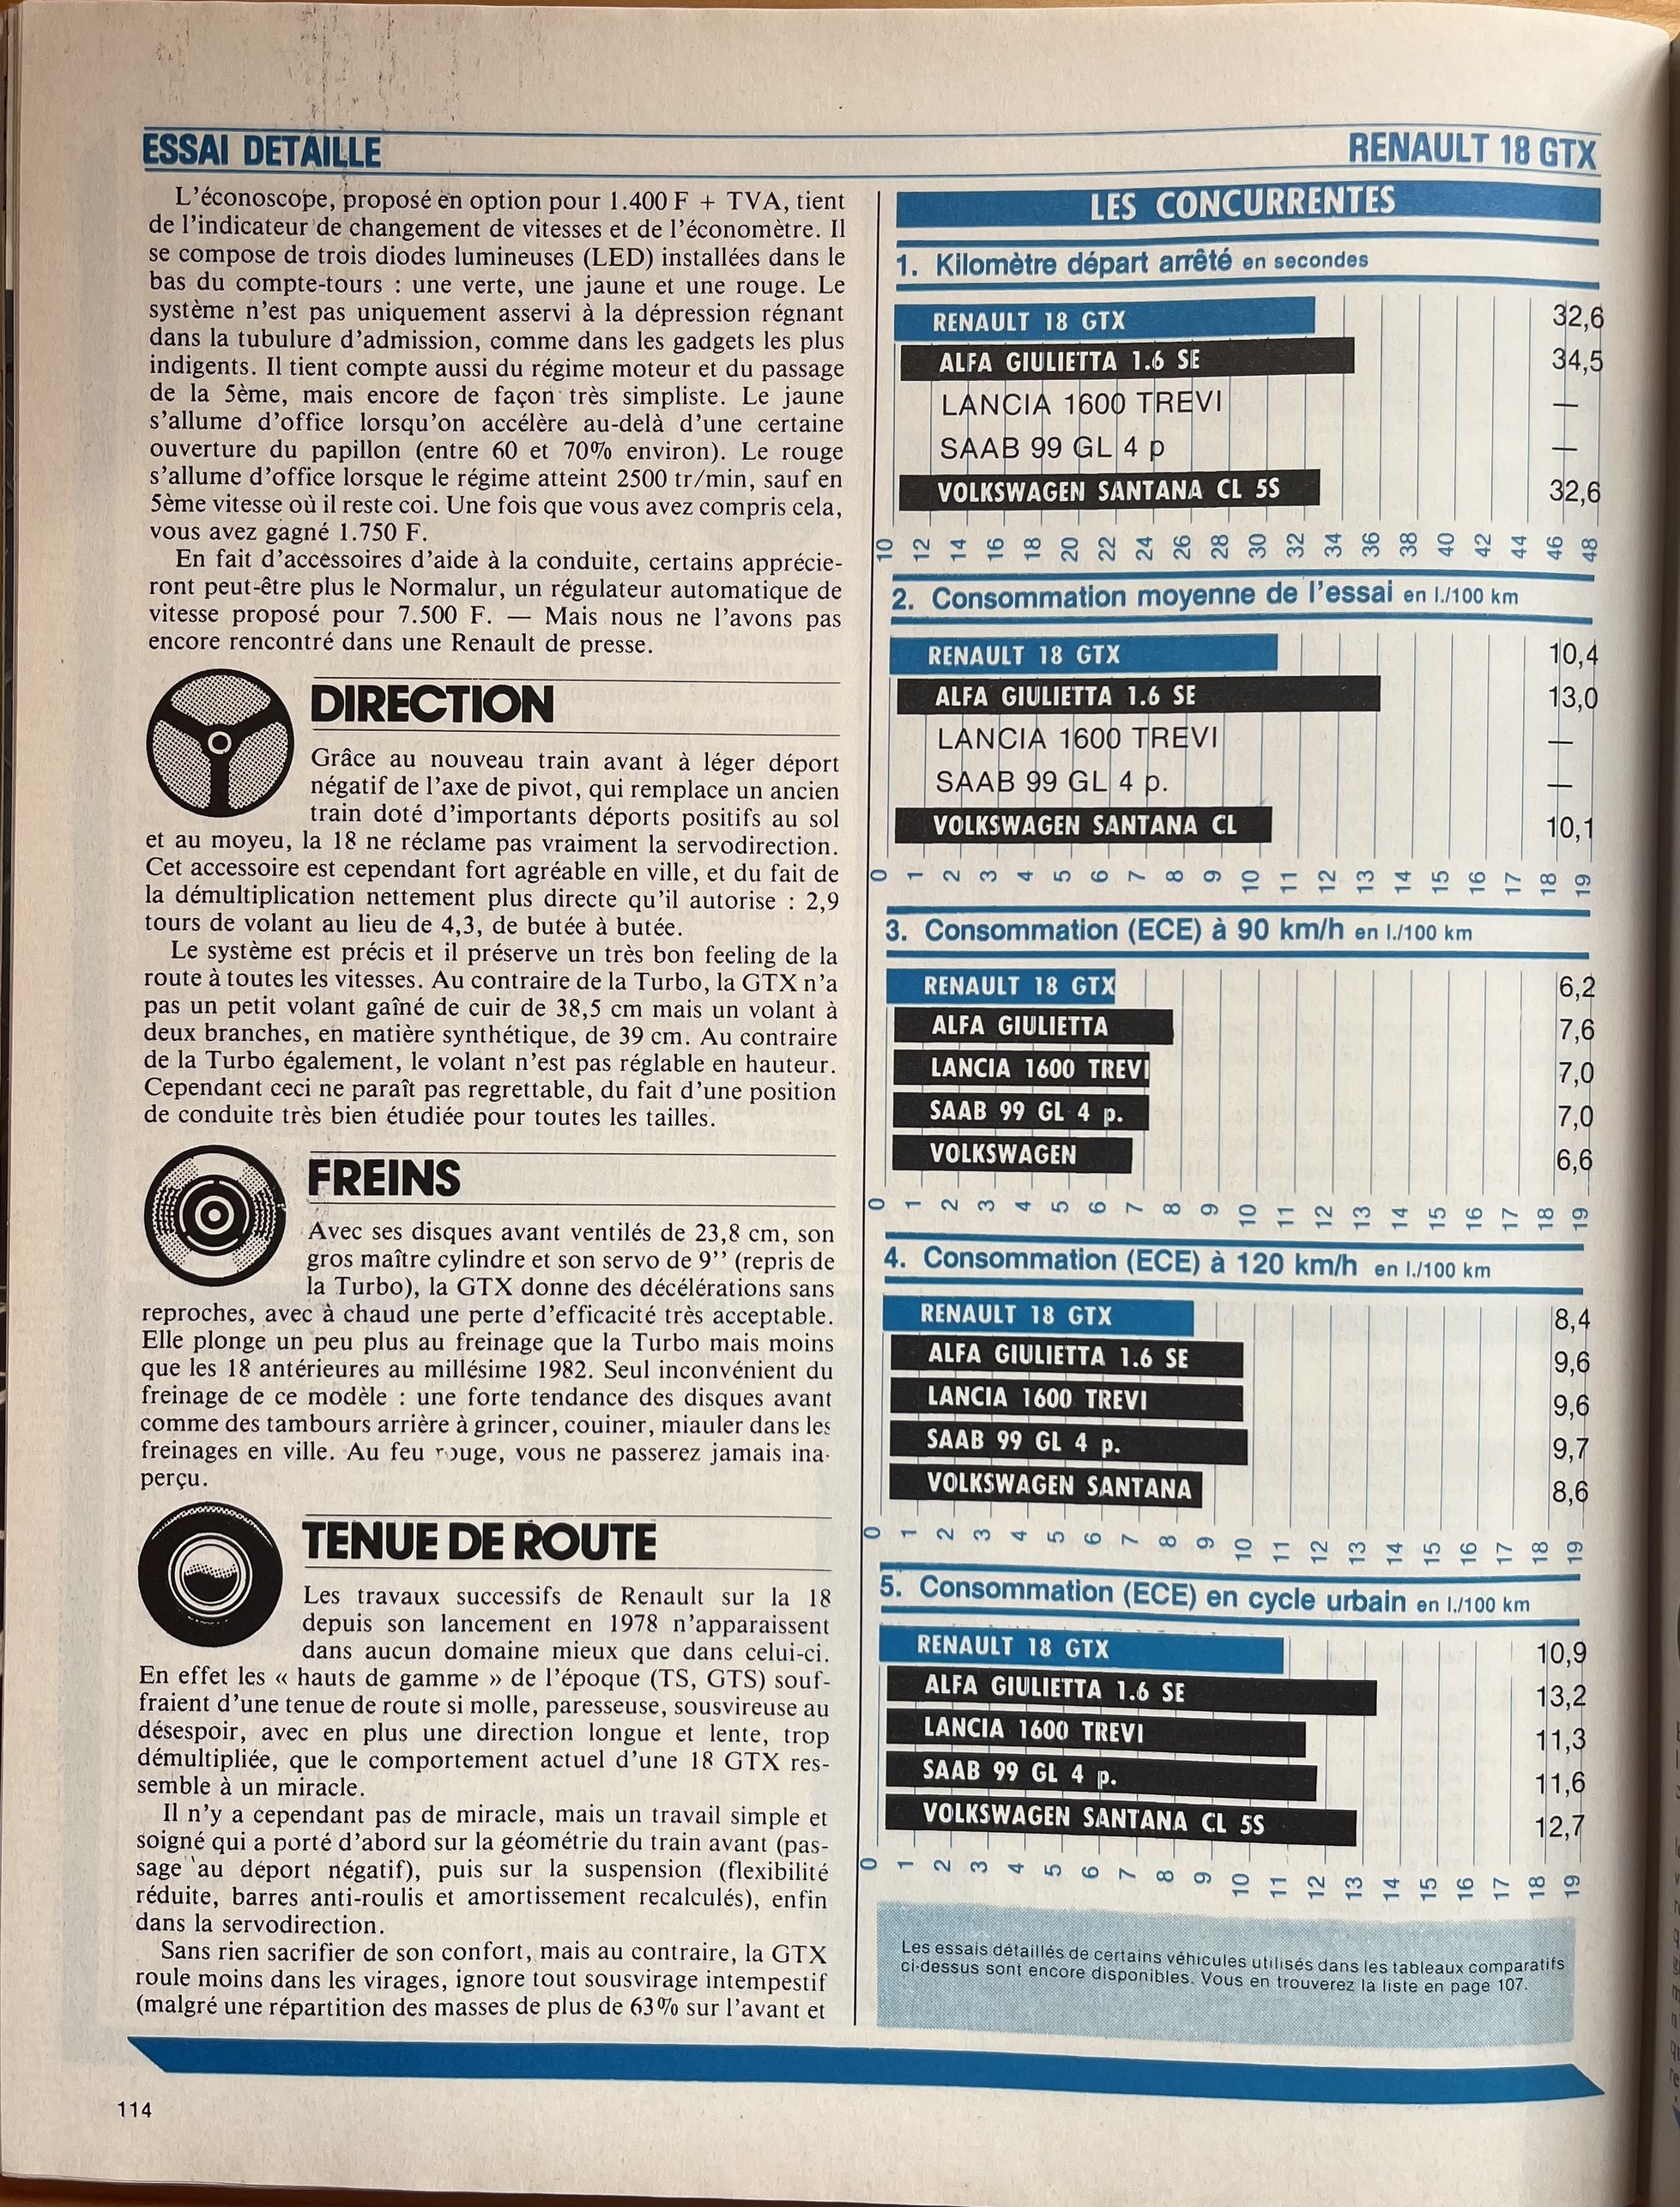 ESSAI DETAILLE
RENAULT 18 GTX
L'éconoscope, proposé en option pour 1.400 F + TVA, tient
de l'indicateur de changement de vitesses et de l'économètre. Il
se compose de trois diodes lumineuses (LED) installées dans le
bas du compte-tours : une verte, une jaune et une rouge. Le
système n'est pas uniquement asservi à la dépression régnant
dans la tubulure d'admission, comme dans les gadgets les plus
indigents. Il tient compte aussi du régime moteur et du passage
de la 5ème, mais encore de façon très simpliste. Le jaune
s'allume d'office lorsqu'on accélère au-delà d'une certaine
ouverture du papillon (entre 60 et 70% environ). Le rouge
s'allume d'office lorsque le régime atteint 2500 tr/min, sauf en
5ème vitesse où il reste coi. Une fois que vous avez compris cela,
vous avez gagné 1.750 F.
En fait d'accessoires d'aide à la conduite, certains apprécie-
ront peut-être plus le Normalur, un régulateur automatique de
vitesse proposé pour 7.500 F. — Mais nous ne l'avons pas
encore rencontré dans une Renault de presse.
DIRECTION
Grâce au nouveau train avant à léger déport
négatif de l'axe de pivot, qui remplace un ancien
train doté d'importants déports positifs au sol
et au moyeu, la 18 ne réclame pas vraiment la servodirection.
Cet accessoire est cependant fort agréable en ville, et du fait de
la démultiplication nettement plus directe qu'il autorise : 2,9
tours de volant au lieu de 4,3, de butée à butée.
Le système est précis et il préserve un très bon feeling de la
route à toutes les vitesses. Au contraire de la Turbo, la GTX n'a
pas un petit volant gaîné de cuir de 38,5 cm mais un volant à
deux branches, en matière synthétique, de 39 cm. Au contraire
de la Turbo également, le volant n'est pas réglable en hauteur.
Cependant ceci ne paraît pas regrettable, du fait d'une position
de conduite très bien étudiée pour toutes les tailles.
FREINS
Avec ses disques avant ventilés de 23,8 cm, son
gros maître cylindre et son servo de 9'' (repris de
la Turbo), la GTX donne des décélérations sans
reproches, avec à chaud une perte d'efficacité très acceptable.
Elle plonge un peu plus au freinage que la Turbo mais moins
que les 18 antérieures au millésime 1982. Seul inconvénient du
freinage de ce modèle : une forte tendance des disques avant
comme des tambours arrière à grincer, couiner, miauler dans les
freinages en ville. Au feu rouge, vous ne passerez jamais ina-
perçu.
TENUE DE ROUTE
Les travaux successifs de Renault sur la 18
depuis son lancement en 1978 n'apparaissent
dans aucun domaine mieux que dans celui-ci.
En effet les « hauts de gamme » de l'époque (TS, GTS) souf-
fraient d'une tenue de route si molle, paresseuse, sousvireuse au
désespoir, avec en plus une direction longue et lente, trop
démultipliée, que le comportement actuel d'une 18 GTX res-
semble à un miracle.
Il n'y a cependant pas de miracle, mais un travail simple et
soigné qui a porté d'abord sur la géométrie du train avant (pas-
sage au déport négatif), puis sur la suspension (flexibilité
réduite, barres anti-roulis et amortissement recalculés), enfin
dans la servodirection.
Sans rien sacrifier de son confort, mais au contraire, la GTX
roule moins dans les virages, ignore tout sousvirage intempestif
(malgré une répartition des masses de plus de 63% sur l'avant et
LES CONCURRENTES
1. Kilomètre départ arrêté en secondes
RENAULT 18 GTX 32,6
ALFA GIULIETTA 1.6 SE 34,5
LANCIA 1600 TREVI —
SAAB 99 GL 4 p —
VOLKSWAGEN SANTANA CL 5S 32,6
10 12 14 16 18 20 22 24 26 28 30 32 34 36 38 40 42 44 46 48
2. Consommation moyenne de l'essai en l./100 km
RENAULT 18 GTX 10,4
ALFA GIULIETTA 1.6 SE 13,0
LANCIA 1600 TREVI —
SAAB 99 GL 4 p. —
VOLKSWAGEN SANTANA CL 10,1
0 1 2 3 4 5 6 7 8 9 10 11 12 13 14 15 16 17 18 19
3. Consommation (ECE) à 90 km/h en l./100 km
RENAULT 18 GTX 6,2
ALFA GIULIETTA 7,6
LANCIA 1600 TREVI 7,0
SAAB 99 GL 4 p. 7,0
VOLKSWAGEN 6,6
0 1 2 3 4 5 6 7 8 9 10 11 12 13 14 15 16 17 18 19
4. Consommation (ECE) à 120 km/h en l./100 km
RENAULT 18 GTX 8,4
ALFA GIULIETTA 1.6 SE 9,6
LANCIA 1600 TREVI 9,6
SAAB 99 GL 4 p. 9,7
VOLKSWAGEN SANTANA 8,6
0 1 2 3 4 5 6 7 8 9 10 11 12 13 14 15 16 17 18 19
5. Consommation (ECE) en cycle urbain en l./100 km
RENAULT 18 GTX 10,9
ALFA GIULIETTA 1.6 SE 13,2
LANCIA 1600 TREVI 11,3
SAAB 99 GL 4 p. 11,6
VOLKSWAGEN SANTANA CL 5S 12,7
0 1 2 3 4 5 6 7 8 9 10 11 12 13 14 15 16 17 18 19
Les essais détaillés de certains véhicules utilisés dans les tableaux comparatifs
ci-dessus sont encore disponibles. Vous en trouverez la liste en page 107.
114